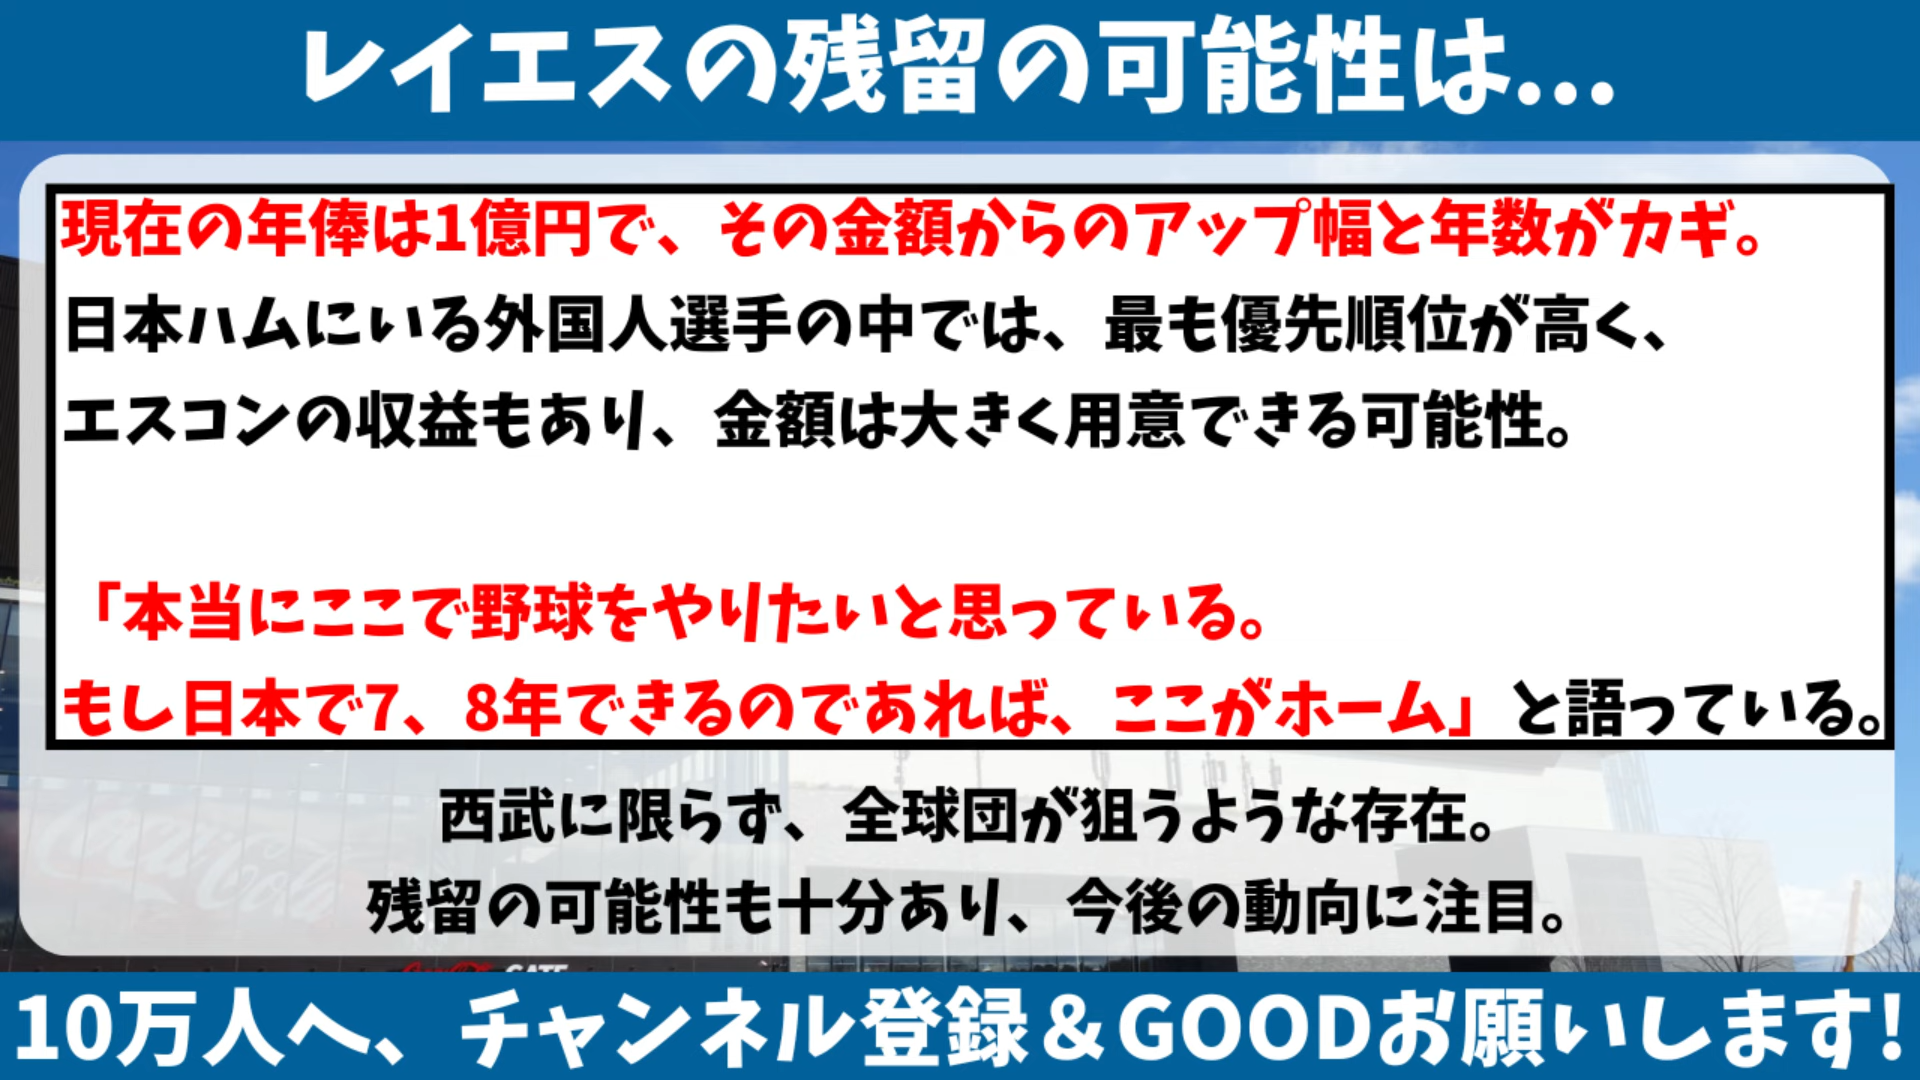 レイエスの残留の可能性は...
現在の年俸は1億円で、その金額からのアップ幅と年数がカギ。
日本ハムにいる外国人選手の中では、最も優先順位が高く、
エスコンの収益もあり、金額は大きく用意できる可能性。
「本当にここで野球をやりたいと思っている。
もし日本で7、8年できるのであれば、ここがホーム」と語っている。
西武に限らず、全球団が狙うような存在。
残留の可能性も十分あり、今後の動向に注目。
Coca-Cola
GATE
10万人へ、チャンネル登録＆GOODお願いします!